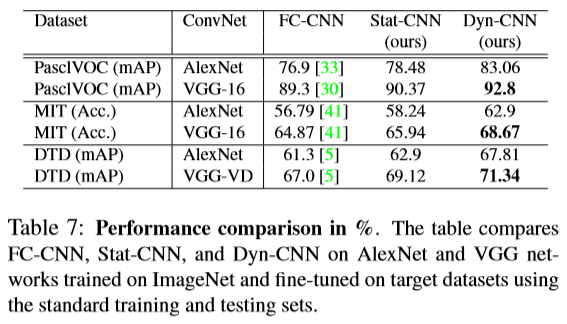 Dataset ConvNet FC-CNN Stat-CNN Dyn-CNN
(ours) (ours)
PasclVOC (mAP) AlexNet 76.9 [33] 78.48 83.06
PasclVOC (mAP) VGG-16 89.3 [30] 90.37 92.8
MIT (Acc.) AlexNet 56.79 [41] 58.24 62.9
MIT (Acc.) VGG-16 64.87 [41] 65.94 68.67
DTD (mAP) AlexNet 61.3 [5] 62.9 67.81
DTD (mAP) VGG-VD 67.0 [5] 69.12 71.34
Table 7: Performance comparison in %. The table compares
FC-CNN, Stat-CNN, and Dyn-CNN on AlexNet and VGG net-
works trained on ImageNet and fine-tuned on target datasets using
the standard training and testing sets.